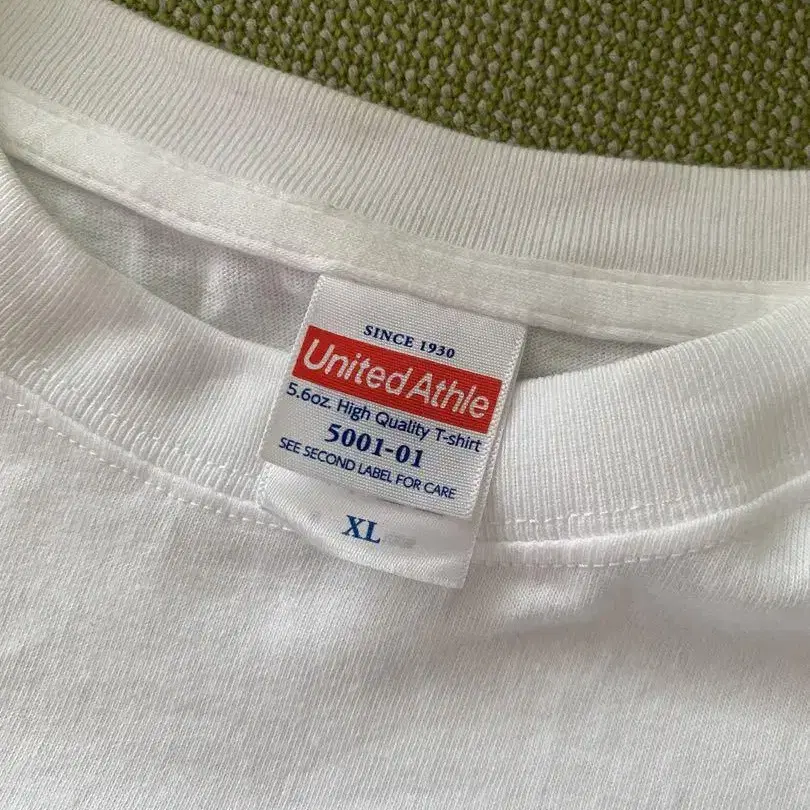 SINCE 1930
United Athle
5.6oz. High Quality T-shirt
5001-01
SEE SECOND LABEL FOR CARE
XL